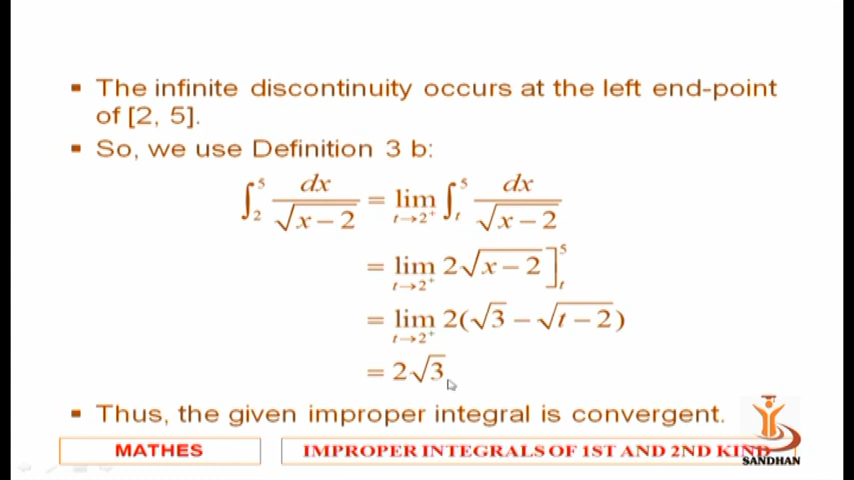 ▪ The infinite discontinuity occurs at the left end-point
of [2, 5].
▪ So, we use Definition 3 b:
∫₂⁵ dx/√(x − 2) = lim_{t→2⁺} ∫ₜ⁵ dx/√(x − 2)
= lim_{t→2⁺} 2√(x − 2)]ₜ⁵
= lim_{t→2⁺} 2(√3 − √(t − 2))
= 2√3
▪ Thus, the given improper integral is convergent.
MATHES
IMPROPER INTEGRALS OF 1ST AND 2ND KIND
SANDHAN